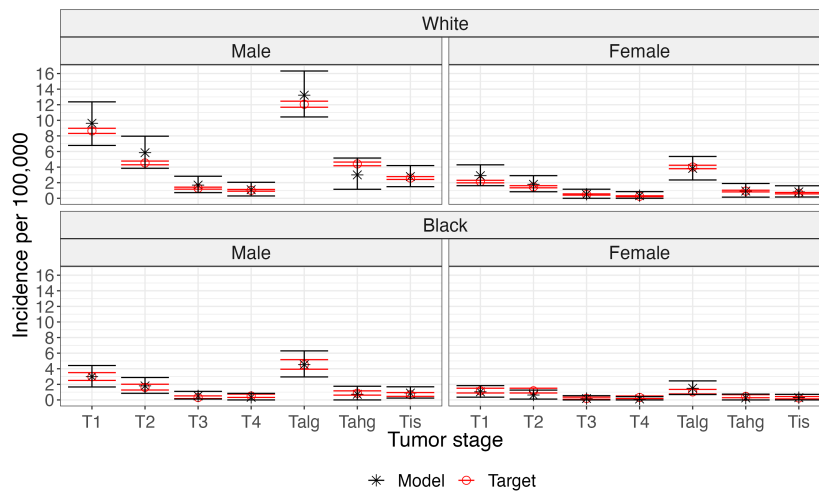 White
Male Female
16
14
12
10
8
6
4
2
0
Black
Male Female
16
14
12
10
8
6
4
2
0
Incidence per 100,000
T1 T2 T3 T4 Talg Tahg Tis T1 T2 T3 T4 Talg Tahg Tis
Tumor stage
Model Target